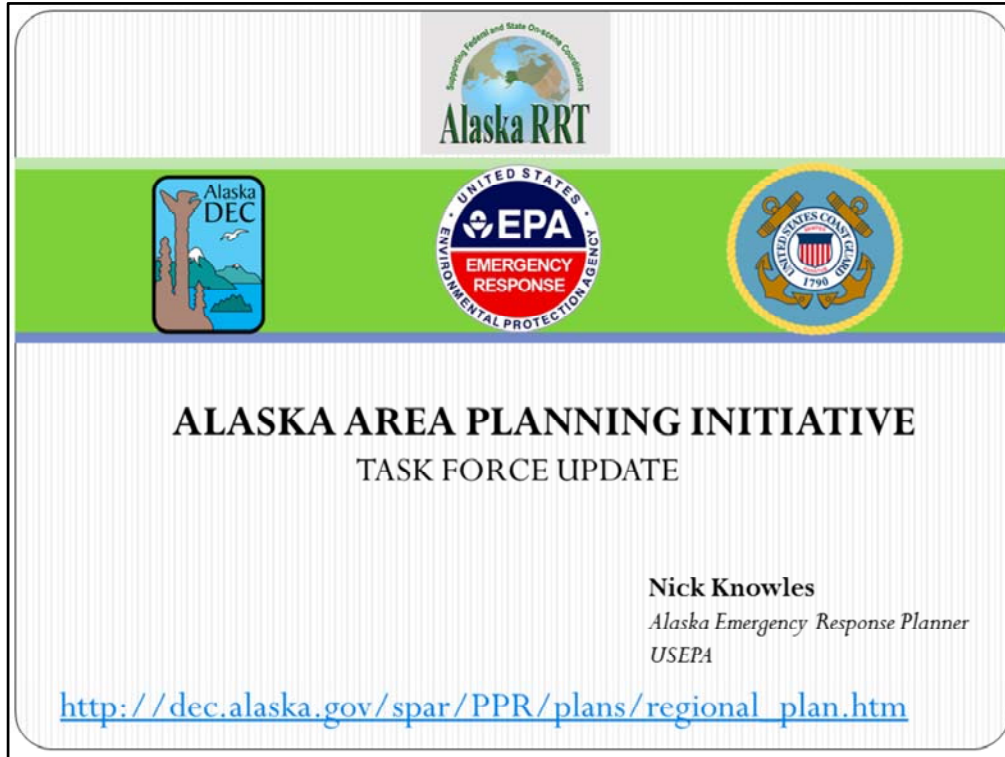 Supporting Federal and State On-scene Coordinators
Alaska RRT
Alaska
DEC
UNITED STATES
EPA
EMERGENCY
RESPONSE
ENVIRONMENTAL PROTECTION AGENCY
UNITED STATES COAST GUARD
1790
ALASKA AREA PLANNING INITIATIVE
TASK FORCE UPDATE
Nick Knowles
Alaska Emergency Response Planner
USEPA
http://dec.alaska.gov/spar/PPR/plans/regional_plan.htm